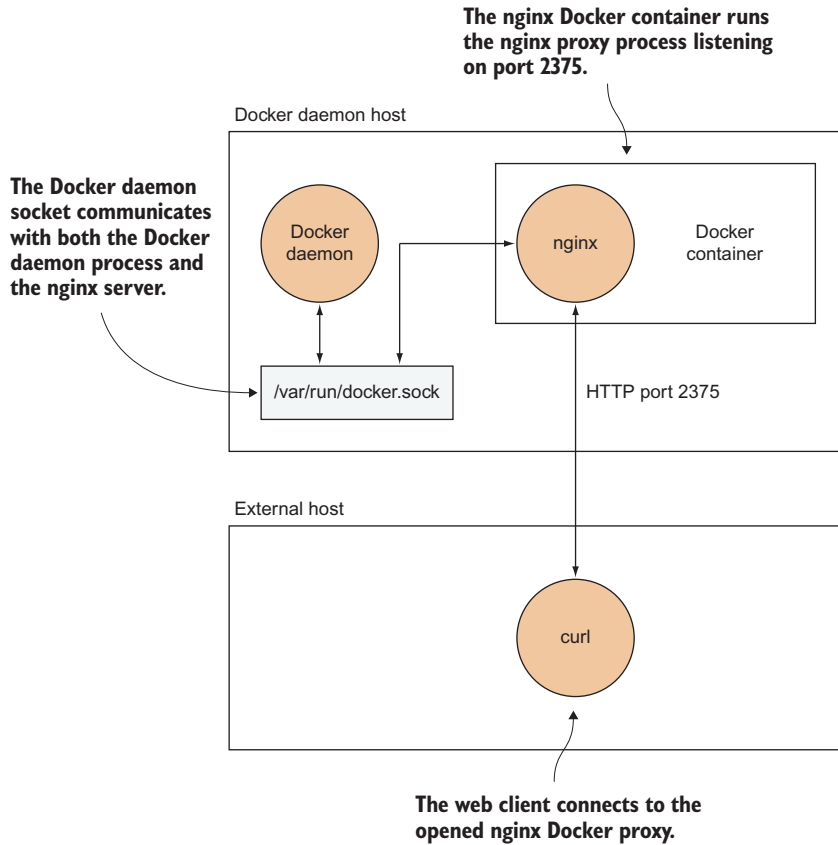 The nginx Docker container runs
the nginx proxy process listening
on port 2375.
Docker daemon host
The Docker daemon
socket communicates
with both the Docker
daemon process and
the nginx server.
Docker
daemon
nginx
Docker
container
/var/run/docker.sock
HTTP port 2375
External host
curl
The web client connects to the
opened nginx Docker proxy.